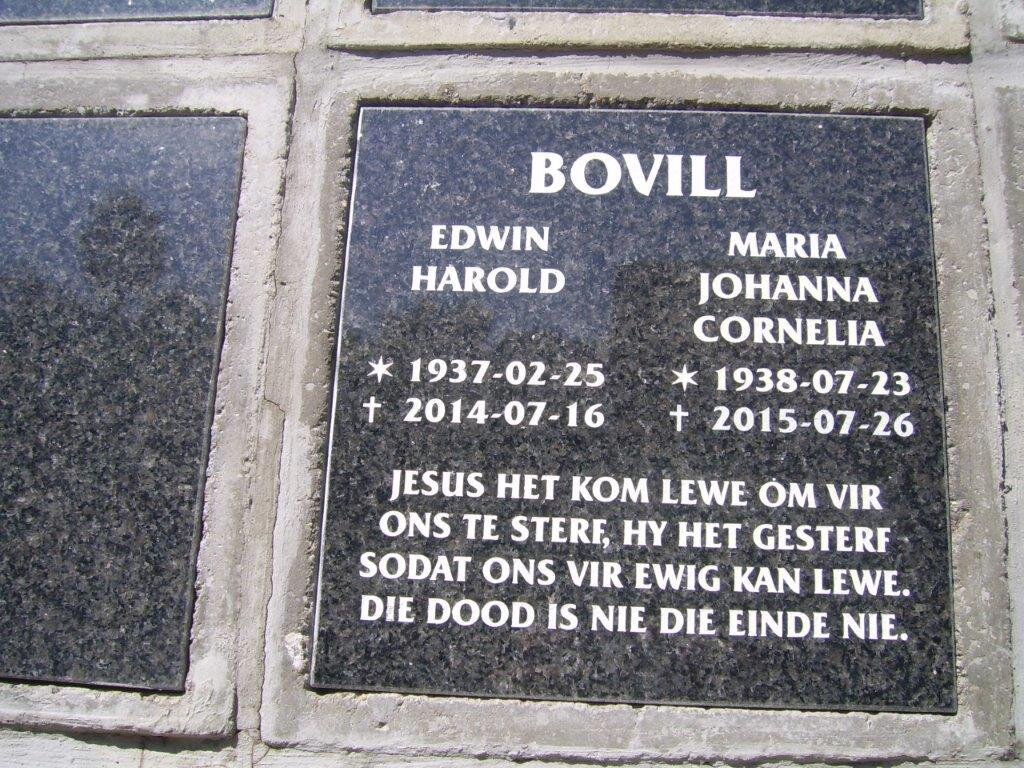 BOVILL
EDWIN
HAROLD
✶ 1937-02-25
✝ 2014-07-16
MARIA
JOHANNA
CORNELIA
✶ 1938-07-23
✝ 2015-07-26
JESUS HET KOM LEWE OM VIR
ONS TE STERF, HY HET GESTERF
SODAT ONS VIR EWIG KAN LEWE.
DIE DOOD IS NIE DIE EINDE NIE.